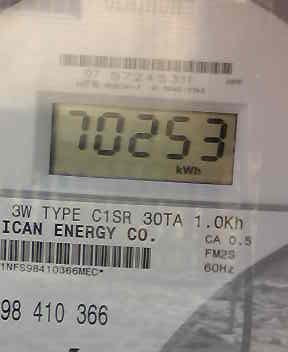 70253
kWh
3W TYPE C1SR 30TA 1.0Kh
ICAN ENERGY CO.
CA 0.5
FM2S
60Hz
1NFS98410366MEC*
98 410 366